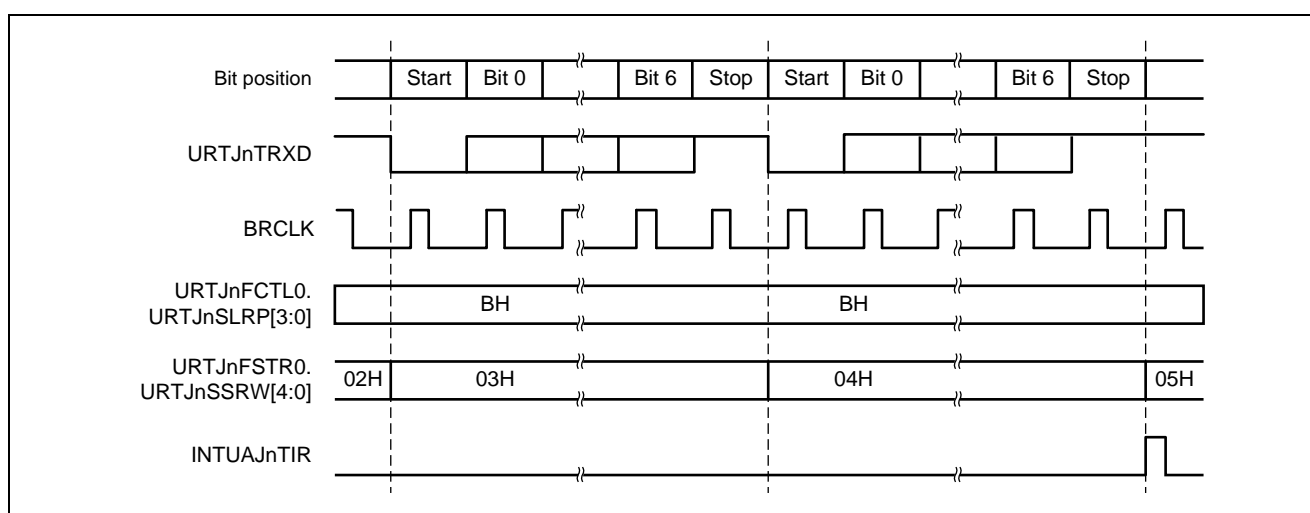 Bit position
Start Bit 0 Bit 6 Stop Start Bit 0 Bit 6 Stop
URTJnTRXD
BRCLK
URTJnFCTL0.
URTJnSLRP[3:0]
BH BH
URTJnFSTR0.
URTJnSSRW[4:0]
02H 03H 04H 05H
INTUAJnTIR